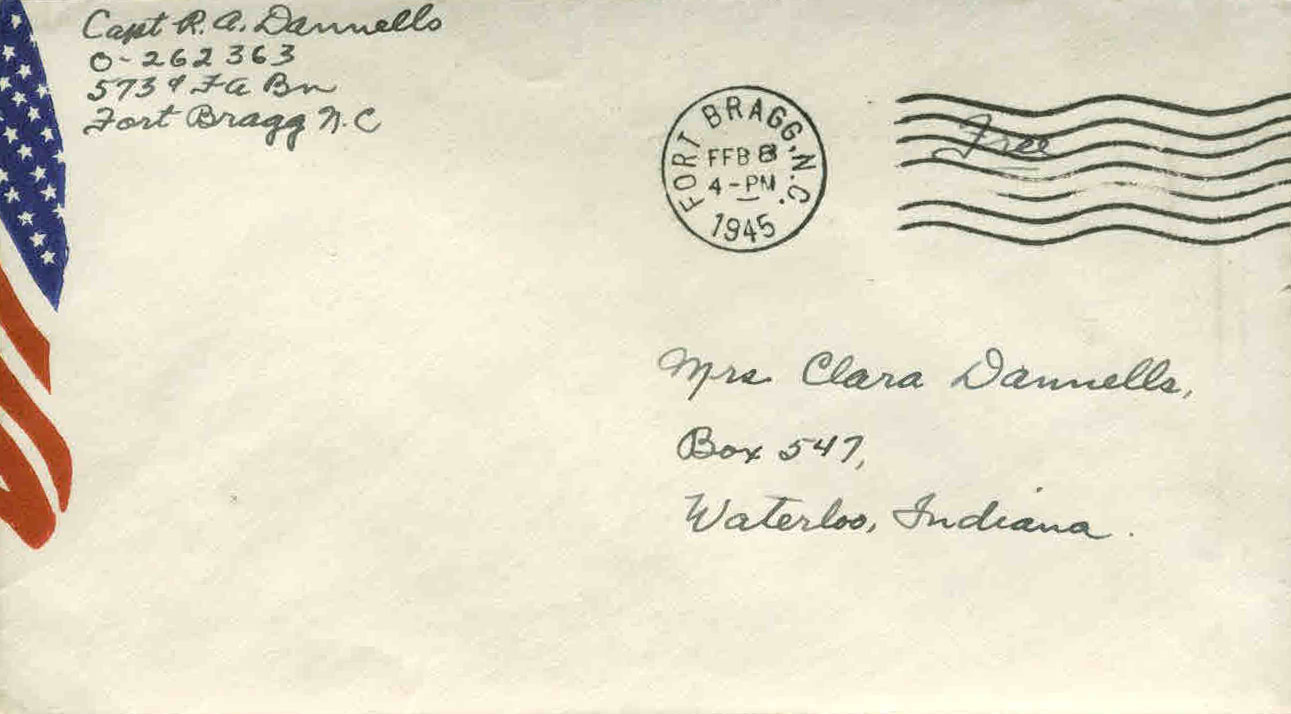 Capt R. A. Dannells
O-262363
573d FA Bn
Fort Bragg N.C
FORT BRAGG, N.C.
FEB 8
4-PM
1945
Free
Mrs. Clara Dannells,
Box 547,
Waterloo, Indiana.